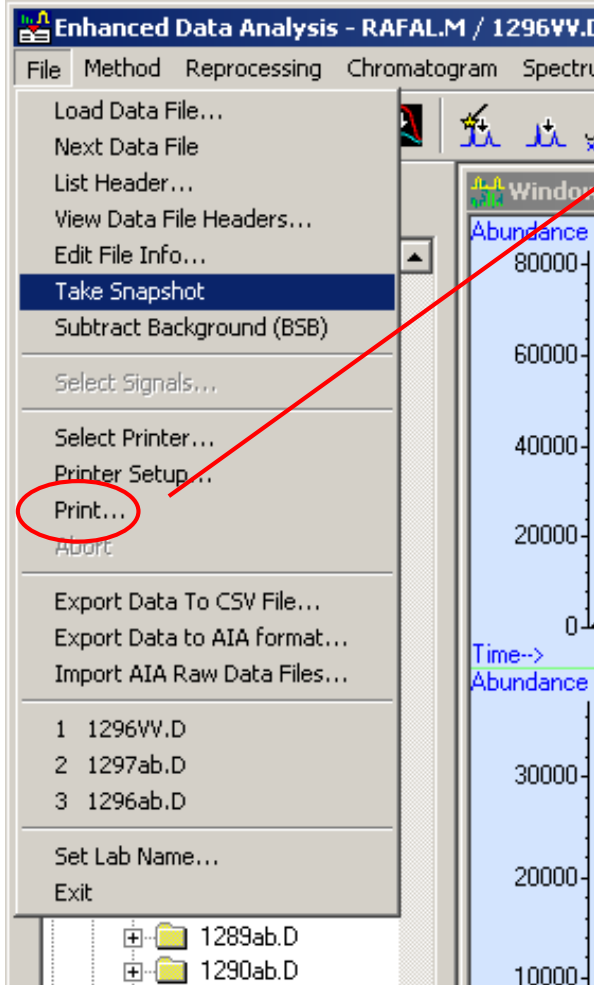 Enhanced Data Analysis - RAFAL.M / 1296VV.D
File Method Reprocessing Chromatogram
Load Data File...
Next Data File
List Header...
View Data File Headers...
Edit File Info...
Take Snapshot
Subtract Background (BSB)
Select Signals...
Select Printer...
Printer Setup...
Print...
Abort
Export Data To CSV File...
Export Data to AIA format...
Import AIA Raw Data Files...
1 1296VV.D
2 1297ab.D
3 1296ab.D
Set Lab Name...
Exit
1289ab.D
1290ab.D
Abundance
80000
60000
40000
20000
0
Time-->
Abundance
30000
20000
10000